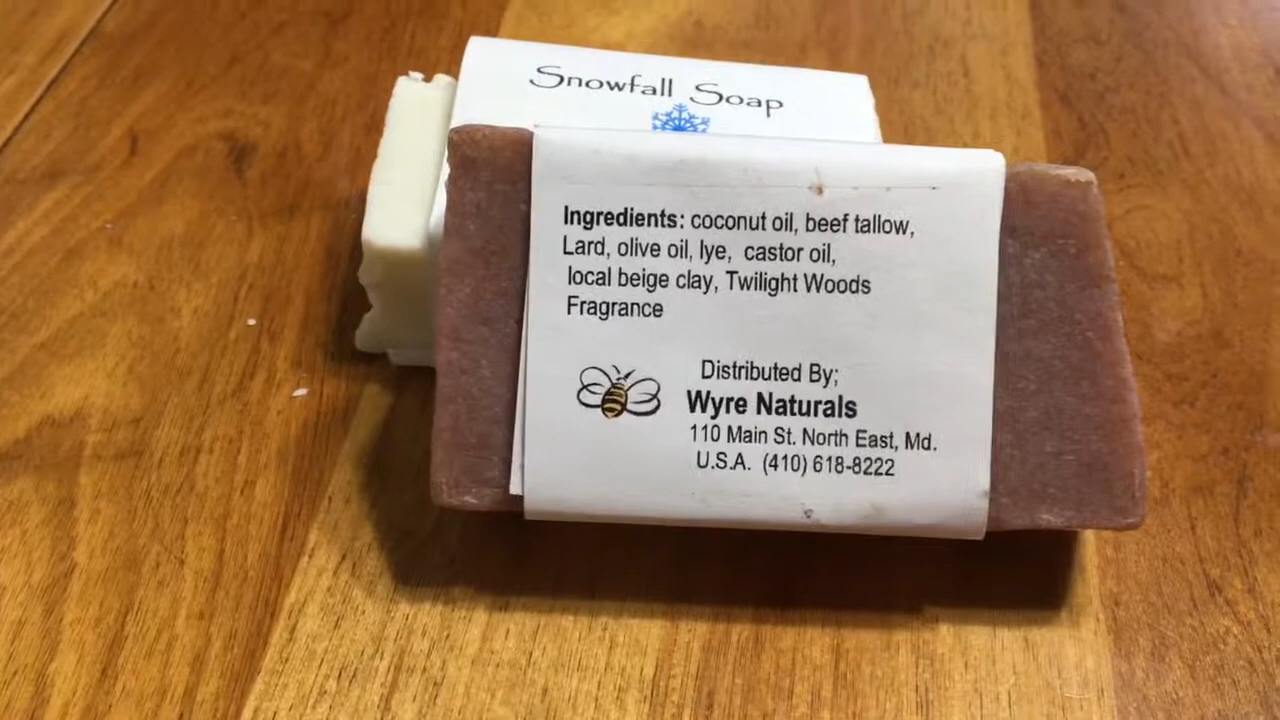 Snowfall Soap
Ingredients: coconut oil, beef tallow,
Lard, olive oil, lye, castor oil,
local beige clay, Twilight Woods
Fragrance
Distributed By;
Wyre Naturals
110 Main St. North East, Md.
U.S.A. (410) 618-8222